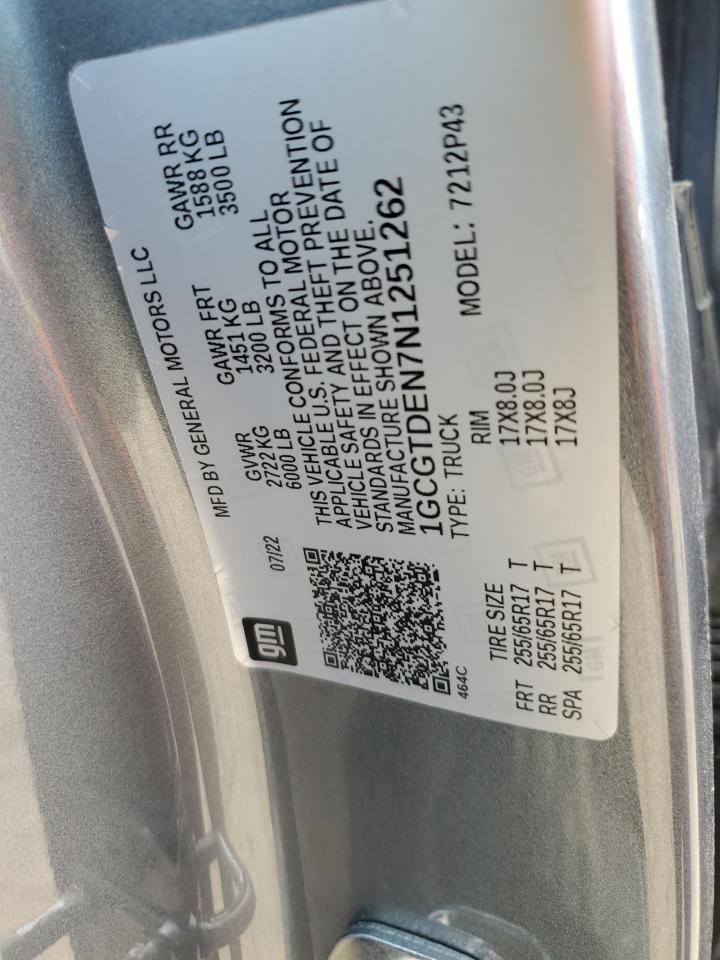 gm
MFD BY GENERAL MOTORS LLC
07/22
GVWR GAWR FRT GAWR RR
2722 KG 1451 KG 1588 KG
6000 LB 3200 LB 3500 LB
THIS VEHICLE CONFORMS TO ALL
APPLICABLE U.S. FEDERAL MOTOR
VEHICLE SAFETY AND THEFT PREVENTION
STANDARDS IN EFFECT ON THE DATE OF
MANUFACTURE SHOWN ABOVE.
1GCGTDEN7N1251262
TYPE: TRUCK MODEL: 7212P43
464C
TIRE SIZE RIM
FRT 255/65R17 T 17X8.0J
RR 255/65R17 T 17X8.0J
SPA 255/65R17 T 17X8J